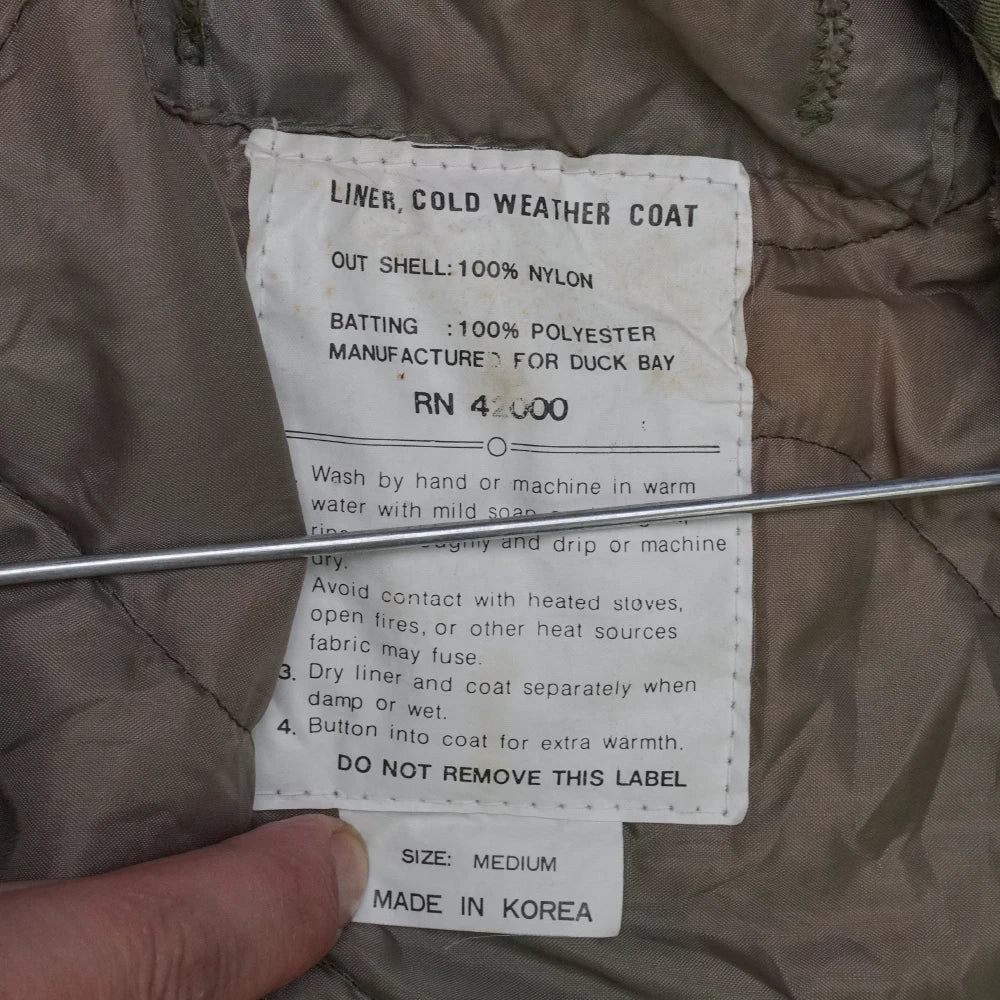 LINER, COLD WEATHER COAT
OUT SHELL: 100% NYLON
BATTING : 100% POLYESTER
MANUFACTURED FOR DUCK BAY
RN 42000
Wash by hand or machine in warm
water with mild soap
and drip or machine
dry.
Avoid contact with heated stoves,
open fires, or other heat sources
fabric may fuse.
3. Dry liner and coat separately when
damp or wet.
4. Button into coat for extra warmth.
DO NOT REMOVE THIS LABEL
SIZE: MEDIUM
MADE IN KOREA